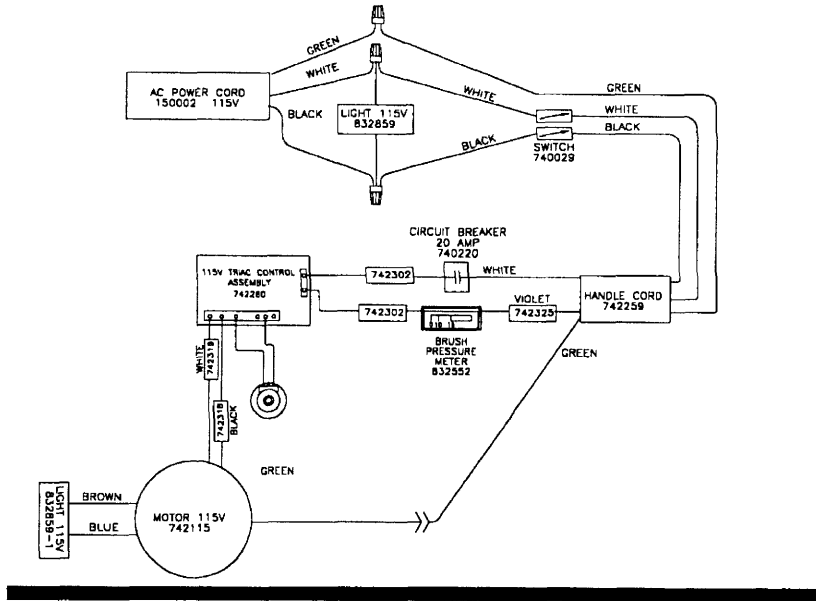 GREEN
WHITE
AC POWER CORD
150002 115V
BLACK
LIGHT 115V
832859
WHITE
BLACK
GREEN
WHITE
BLACK
SWITCH
740029
CIRCUIT BREAKER
20 AMP
740220
115V TRIAC CONTROL
ASSEMBLY
742280
742302
WHITE
HANDLE CORD
742259
742302
VIOLET
742325
BRUSH
PRESSURE
METER
832552
GREEN
WHITE
742319
742318
BLACK
GREEN
LIGHT 115V
832859-1
BROWN
BLUE
MOTOR 115V
742115